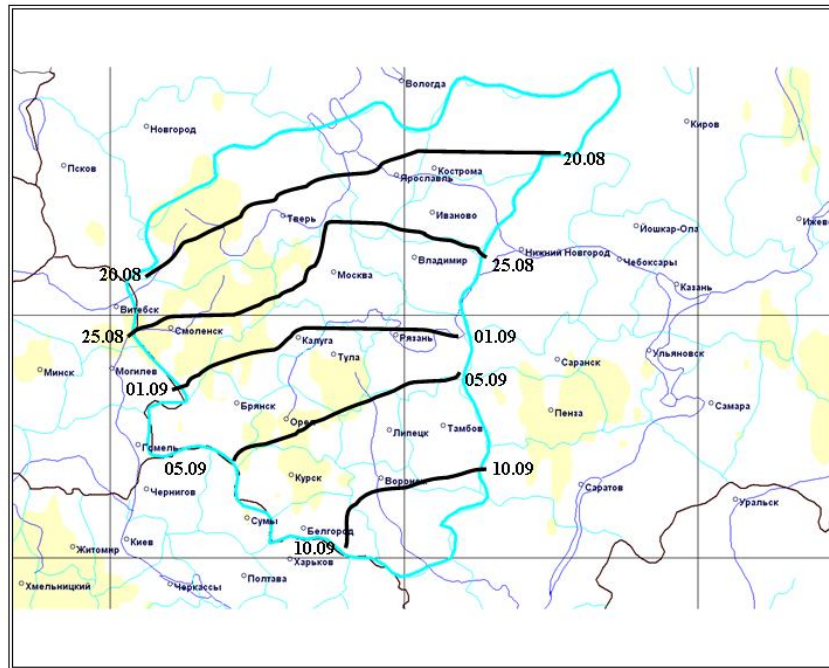 Вологда
Киров
Новгород
20.08
Псков
Кострома
Ярославль
Иваново
Тверь
Йошкар-Ола
Ижев
Нижний Новгород
Владимир
25.08
Чебоксары
20.08
Москва
Казань
Витебск
Смоленск
25.08
Калуга
Рязань
01.09
Тула
Ульяновск
Саранск
Минск
Могилев
05.09
01.09
Брянск
Самара
Пенза
Орел
Липецк
Тамбов
Гомель
05.09
10.09
Курск
Воронеж
Саратов
Чернигов
Уральск
Сумы
Белгород
Киев
10.09
Житомир
Харьков
Полтава
Хмельницкий
Черкассы